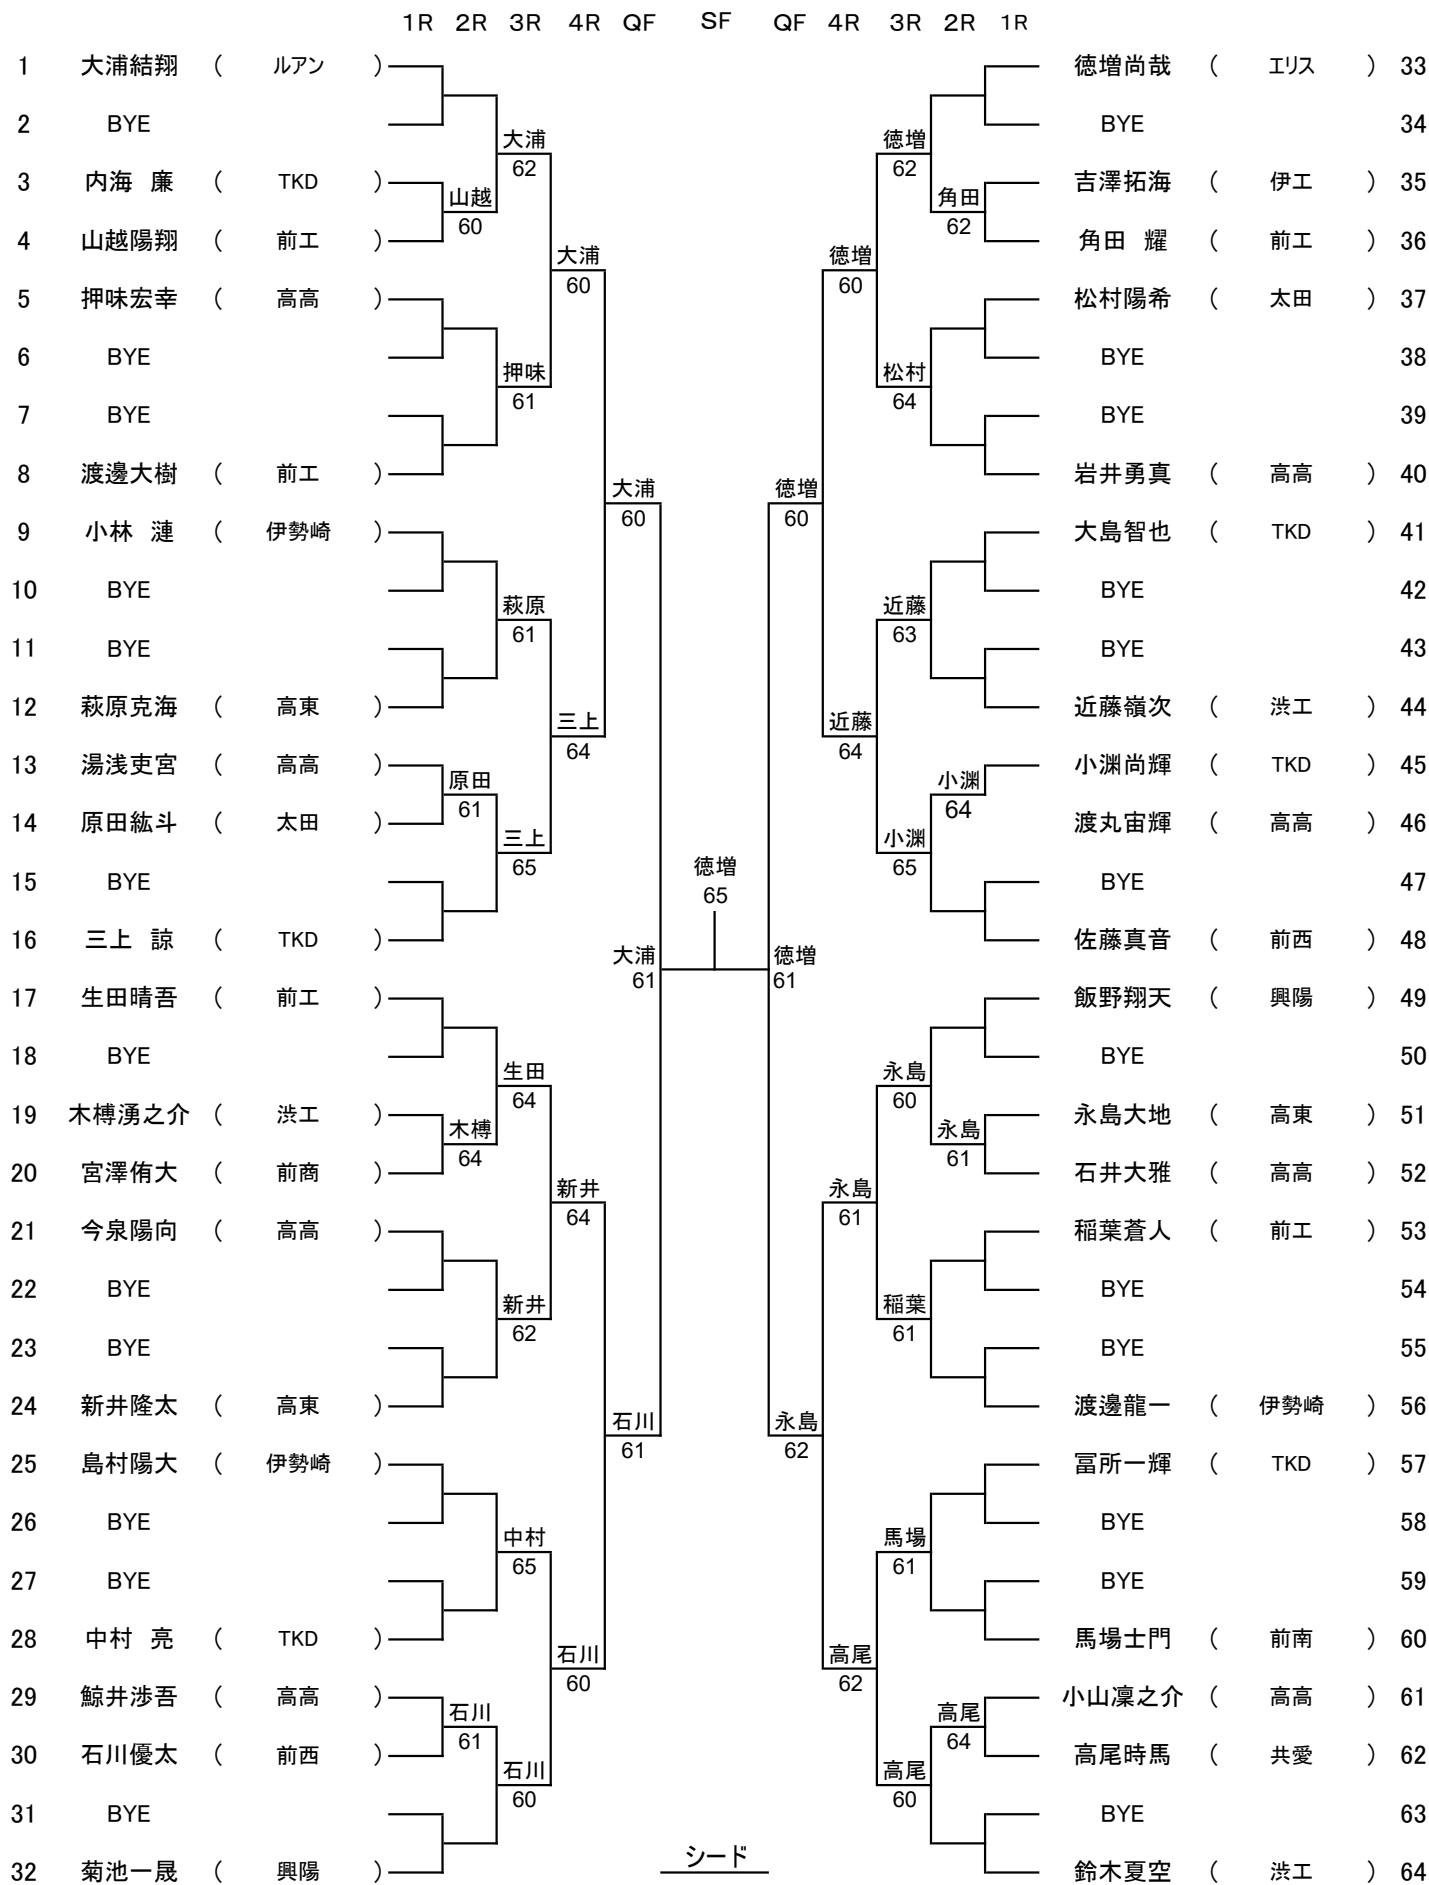 1R 2R 3R 4R QF SF QF 4R 3R 2R 1R
1 大浦結翔 ( ルアン ) 徳増尚哉 ( エリス ) 33
2 BYE BYE 34
大浦 徳増
62 62
3 内海 廉 ( TKD ) 吉澤拓海 ( 伊工 ) 35
山越 角田
60 62
4 山越陽翔 ( 前工 ) 角田 耀 ( 前工 ) 36
大浦 徳増
60 60
5 押味宏幸 ( 高高 ) 松村陽希 ( 太田 ) 37
6 BYE BYE 38
押味 松村
61 64
7 BYE BYE 39
8 渡邊大樹 ( 前工 ) 岩井勇真 ( 高高 ) 40
大浦 徳増
60 60
9 小林 漣 ( 伊勢崎 ) 大島智也 ( TKD ) 41
10 BYE BYE 42
萩原 近藤
61 63
11 BYE BYE 43
12 萩原克海 ( 高東 ) 近藤嶺次 ( 渋工 ) 44
三上 近藤
64 64
13 湯浅吏宮 ( 高高 ) 小渊尚輝 ( TKD ) 45
原田 小渊
61 64
14 原田紘斗 ( 太田 ) 渡丸宙輝 ( 高高 ) 46
三上 小渊
65 65
徳増
65
15 BYE BYE 47
16 三上 諒 ( TKD ) 佐藤真音 ( 前西 ) 48
大浦 徳増
61 61
17 生田晴吾 ( 前工 ) 飯野翔天 ( 興陽 ) 49
18 BYE BYE 50
生田 永島
64 60
19 木榑湧之介 ( 渋工 ) 永島大地 ( 高東 ) 51
木榑 永島
64 61
20 宮澤侑大 ( 前商 ) 石井大雅 ( 高高 ) 52
新井 永島
64 61
21 今泉陽向 ( 高高 ) 稲葉蒼人 ( 前工 ) 53
22 BYE BYE 54
新井 稲葉
62 61
23 BYE BYE 55
24 新井隆太 ( 高東 ) 渡邊龍一 ( 伊勢崎 ) 56
石川 永島
61 62
25 島村陽大 ( 伊勢崎 ) 冨所一輝 ( TKD ) 57
26 BYE BYE 58
中村 馬場
65 61
27 BYE BYE 59
28 中村 亮 ( TKD ) 馬場士門 ( 前南 ) 60
石川 高尾
60 62
29 鯨井渉吾 ( 高高 ) 小山凜之介 ( 高高 ) 61
石川 高尾
61 64
30 石川優太 ( 前西 ) 高尾時馬 ( 共愛 ) 62
石川 高尾
60 60
31 BYE BYE 63
シード
32 菊池一晟 ( 興陽 ) 鈴木夏空 ( 渋工 ) 64